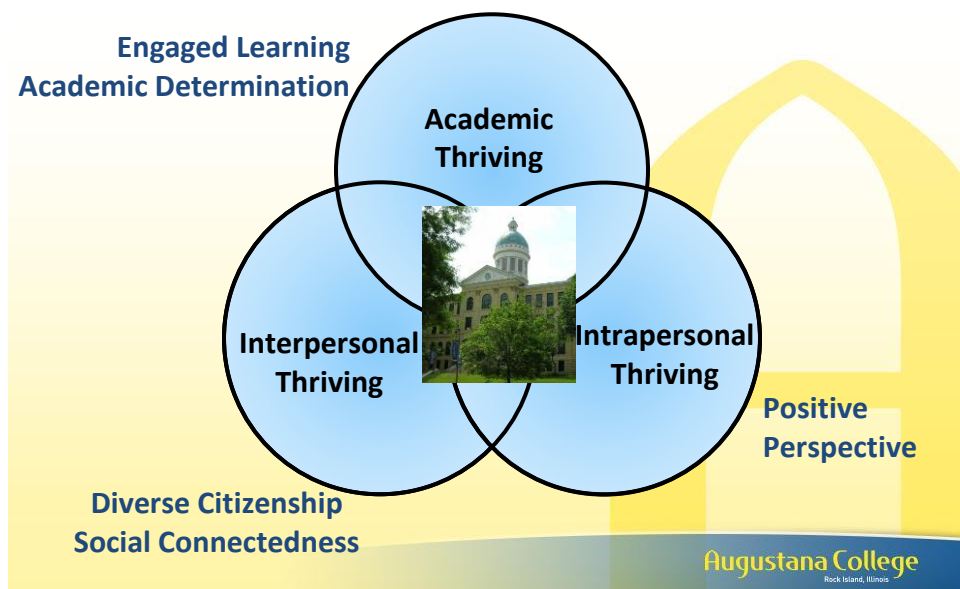 Engaged Learning
Academic Determination
Academic
Thriving
Interpersonal
Thriving
Intrapersonal
Thriving
Positive
Perspective
Diverse Citizenship
Social Connectedness
Augustana College
Rock Island, Illinois